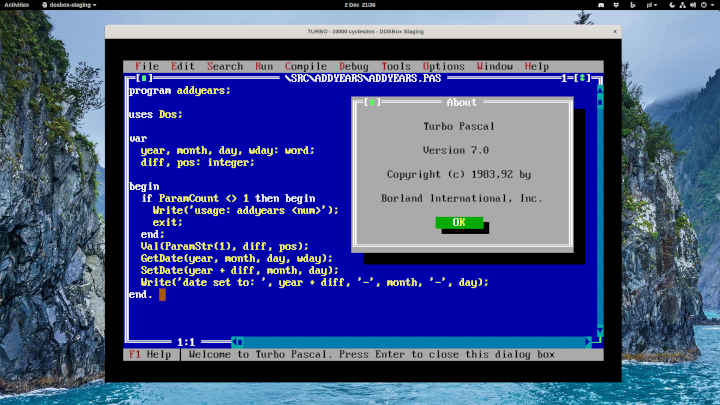 Activities dosbox-staging 2 Dec 21:36 pl
TURBO - 10000 cycles/ms - DOSBox Staging
File Edit Search Run Compile Debug Tools Options Window Help
\SRC\ADDYEARS\ADDYEARS.PAS 1
program addyears;
uses Dos;
var
year, month, day, wday: word;
diff, pos: integer;
begin
if ParamCount <> 1 then begin
Write('usage: addyears <num>');
exit;
end;
Val(ParamStr(1), diff, pos);
GetDate(year, month, day, wday);
SetDate(year + diff, month, day);
Write('date set to: ', year + diff, '-', month, '-', day);
end.
1:1
About
Turbo Pascal
Version 7.0
Copyright (c) 1983,92 by
Borland International, Inc.
OK
F1 Help │ Welcome to Turbo Pascal. Press Enter to close this dialog box